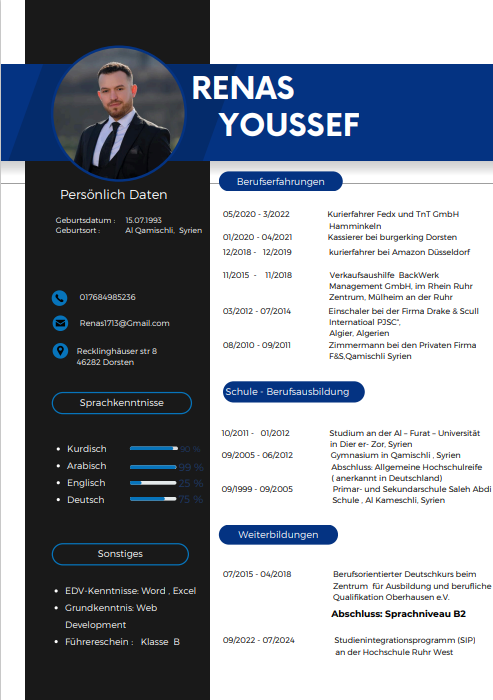 RENAS
YOUSSEF
Persönlich Daten
Geburtsdatum : 15.07.1993
Geburtsort : Al Qamischli, Syrien
017684985236
Renas1713@Gmail.com
Recklinghäuser str 8
46282 Dorsten
Sprachkenntnisse
Kurdisch 90 %
Arabisch 99 %
Englisch 25 %
Deutsch 75 %
Sonstiges
EDV-Kenntnisse: Word , Excel
Grundkenntnis: Web
Development
Führereschein : Klasse B
Berufserfahrungen
05/2020 - 3/2022 Kurierfahrer Fedx und TnT GmbH
Hamminkeln
01/2020 - 04/2021 Kassierer bei burgerking Dorsten
12/2018 - 12/2019 kurierfahrer bei Amazon Düsseldorf
11/2015 - 11/2018 Verkaufsaushilfe BackWerk
Management GmbH, im Rhein Ruhr
Zentrum, Mülheim an der Ruhr
03/2012 - 07/2014 Einschaler bei der Firma Drake & Scull
Internatioal PJSC",
Algier, Algerien
08/2010 - 09/2011 Zimmermann bei den Privaten Firma
F&S,Qamischli Syrien
Schule - Berufsausbildung
10/2011 - 01/2012 Studium an der Al – Furat – Universität
in Dier er- Zor, Syrien
09/2005 - 06/2012 Gymnasium in Qamischli , Syrien
Abschluss: Allgemeine Hochschulreife
( anerkannt in Deutschland)
09/1999 - 09/2005 Primar- und Sekundarschule Saleh Abdi
Schule , Al Kameschli, Syrien
Weiterbildungen
07/2015 - 04/2018 Berufsorientierter Deutschkurs beim
Zentrum für Ausbildung und berufliche
Qualifikation Oberhausen e.V.
Abschluss: Sprachniveau B2
09/2022 - 07/2024 Studienintegrationsprogramm (SIP)
an der Hochschule Ruhr West